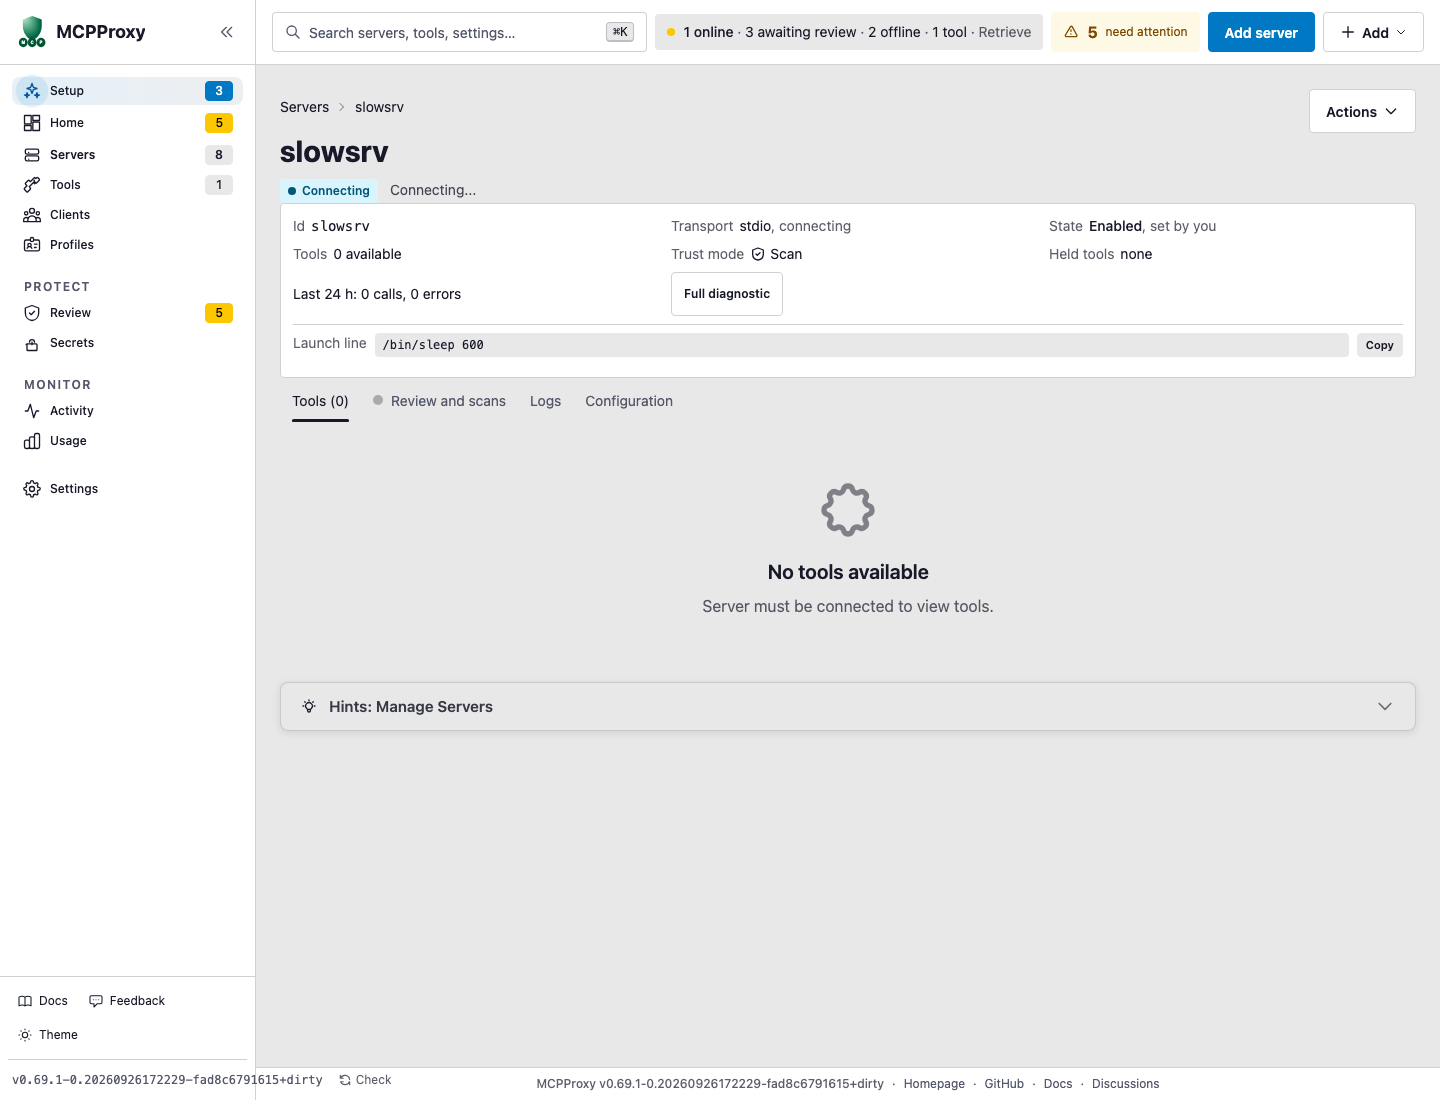 MCPProxy
Search servers, tools, settings...
⌘K
1 online · 3 awaiting review · 2 offline · 1 tool · Retrieve
5 need attention
Add server
Add
Setup 3
Home 5
Servers 8
Tools 1
Clients
Profiles
PROTECT
Review 5
Secrets
MONITOR
Activity
Usage
Settings
Docs
Feedback
Theme
v0.69.1-0.20260926172229-fad8c6791615+dirty
Check
Servers > slowsrv
Actions
slowsrv
Connecting
Connecting...
Id slowsrv
Transport stdio, connecting
State Enabled, set by you
Tools 0 available
Trust mode Scan
Held tools none
Last 24 h: 0 calls, 0 errors
Full diagnostic
Launch line /bin/sleep 600
Copy
Tools (0)
Review and scans
Logs
Configuration
No tools available
Server must be connected to view tools.
Hints: Manage Servers
MCPProxy v0.69.1-0.20260926172229-fad8c6791615+dirty · Homepage · GitHub · Docs · Discussions